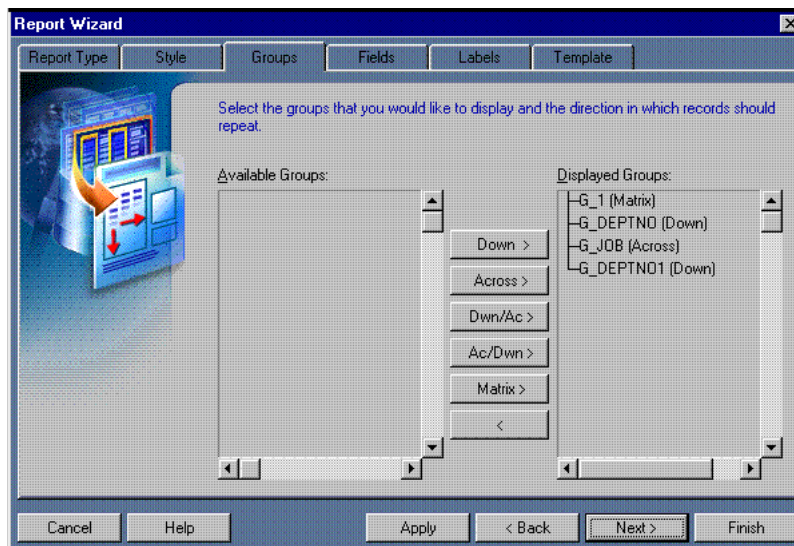 Report Wizard
Report Type Style Groups Fields Labels Template
Select the groups that you would like to display and the direction in which records should
repeat.
Available Groups:
Displayed Groups:
G_1 (Matrix)
G_DEPTNO (Down)
G_JOB (Across)
G_DEPTNO1 (Down)
Down >
Across >
Dwn/Ac >
Ac/Dwn >
Matrix >
<
Cancel Help Apply < Back Next > Finish